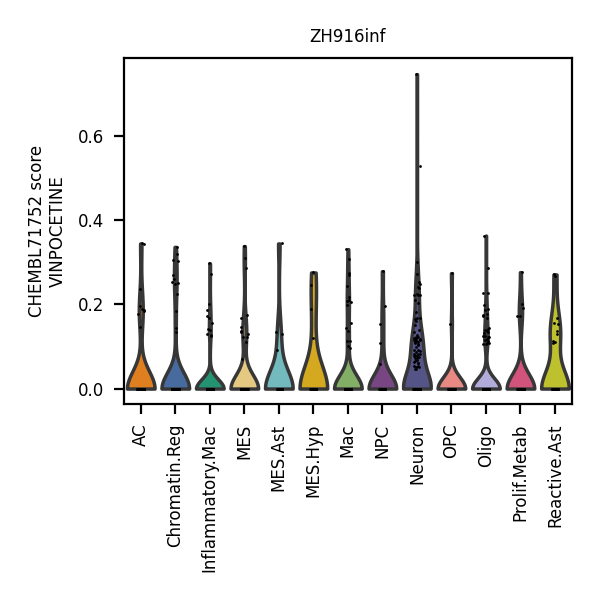 ZH916inf
CHEMBL71752 score
VINPOCETINE
0.6
0.4
0.2
0.0
AC
Chromatin.Reg
Inflammatory.Mac
MES
MES.Ast
MES.Hyp
Mac
NPC
Neuron
OPC
Oligo
Prolif.Metab
Reactive.Ast